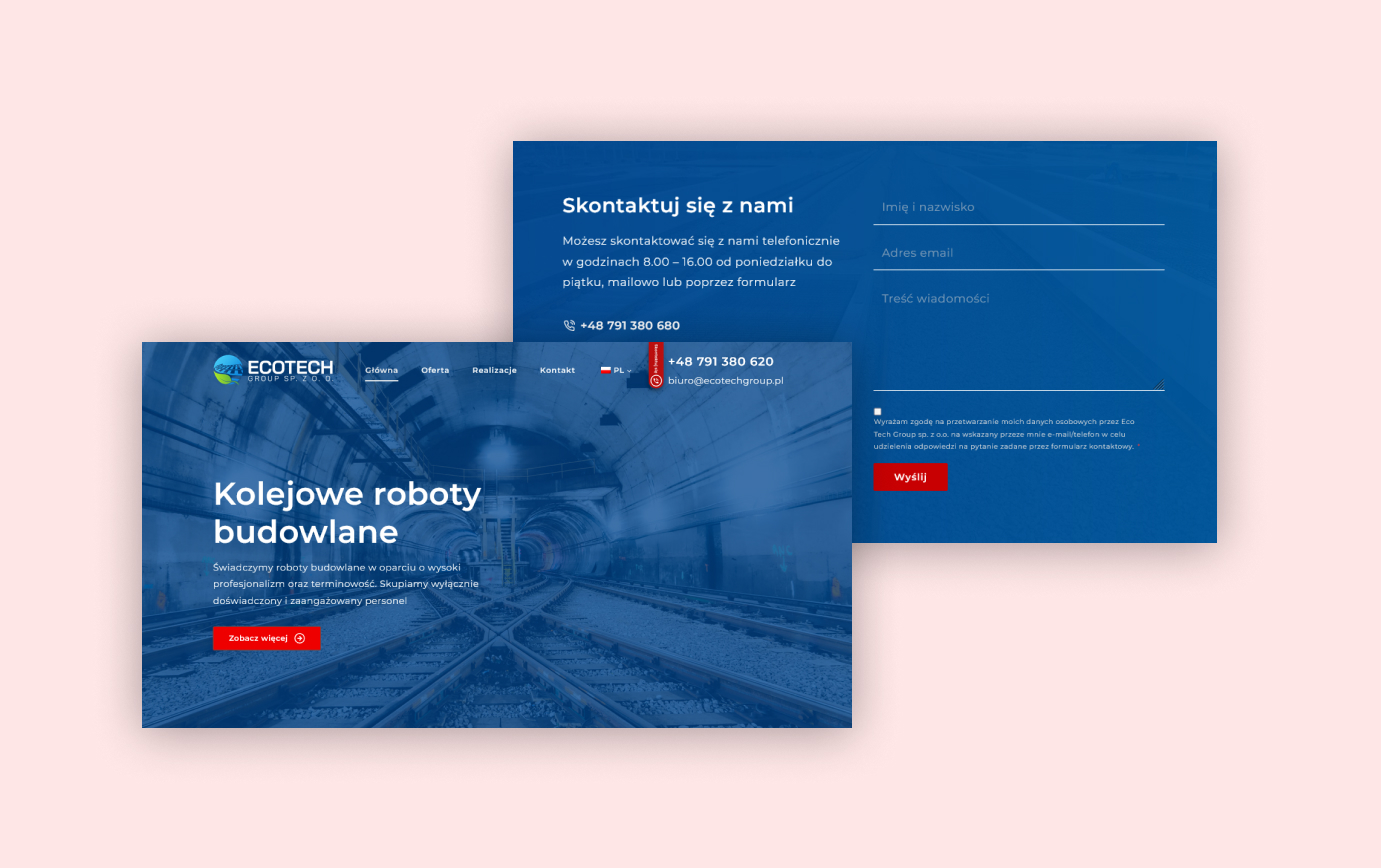 Skontaktuj się z nami
Możesz skontaktować się z nami telefonicznie
w godzinach 8.00 – 16.00 od poniedziałku do
piątku, mailowo lub poprzez formularz
+48 791 380 680
Imię i nazwisko
Adres email
Treść wiadomości
Wyrażam zgodę na przetwarzanie moich danych osobowych przez Eco
Tech Group sp. z o.o. na wskazany przeze mnie e-mail/telefon w celu
udzielenia odpowiedzi na pytanie zadane przez formularz kontaktowy. *
Wyślij
ECOTECH
GROUP SP. Z O. O.
Główna
Oferta
Realizacje
Kontakt
PL
+48 791 380 620
biuro@ecotechgroup.pl
Kolejowe roboty
budowlane
Świadczymy roboty budowlane w oparciu o wysoki
profesjonalizm oraz terminowość. Skupiamy wyłącznie
doświadczony i zaangażowany personel
Zobacz więcej